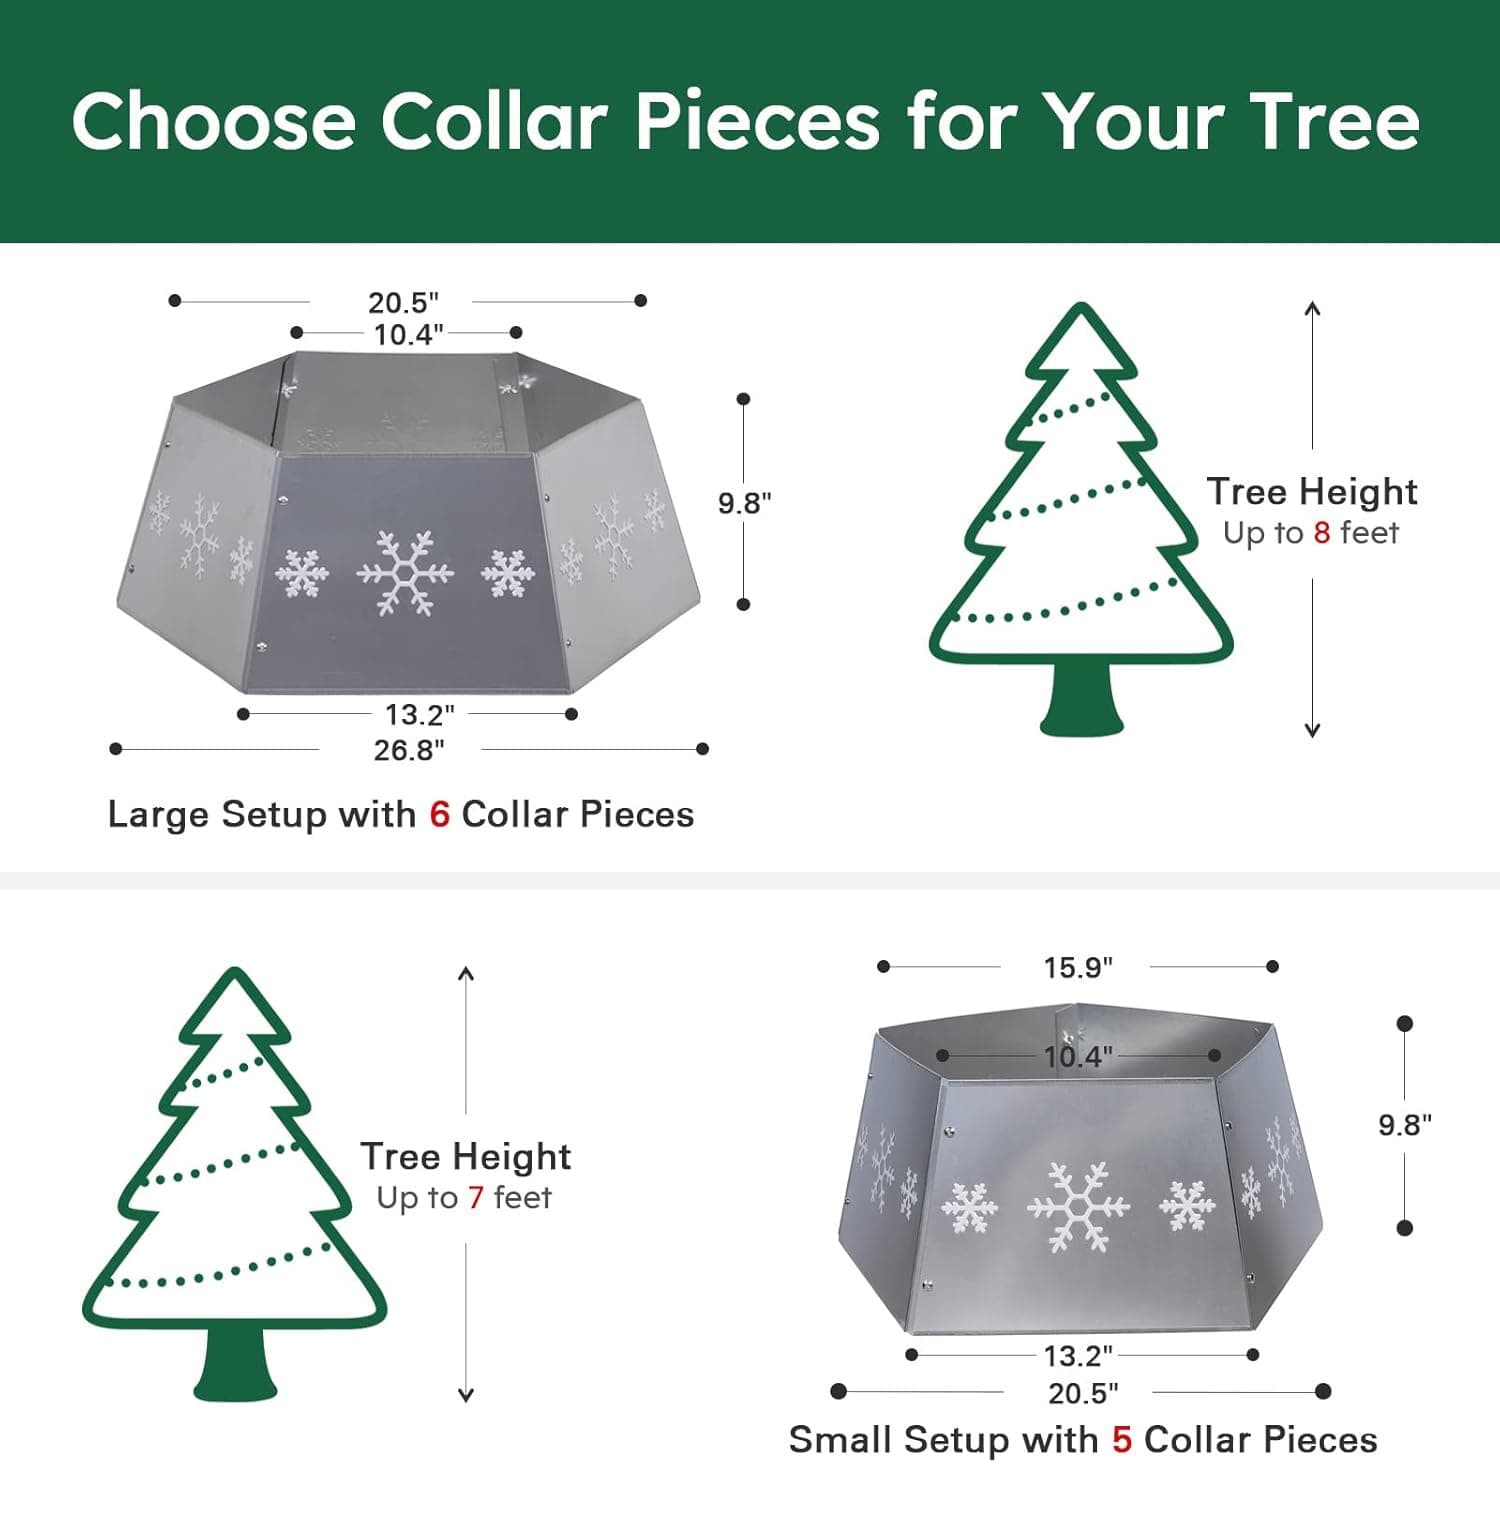 Choose Collar Pieces for Your Tree
20.5"
10.4"
9.8"
13.2"
26.8"
Large Setup with 6 Collar Pieces
Tree Height
Up to 8 feet
Tree Height
Up to 7 feet
15.9"
10.4"
9.8"
13.2"
20.5"
Small Setup with 5 Collar Pieces